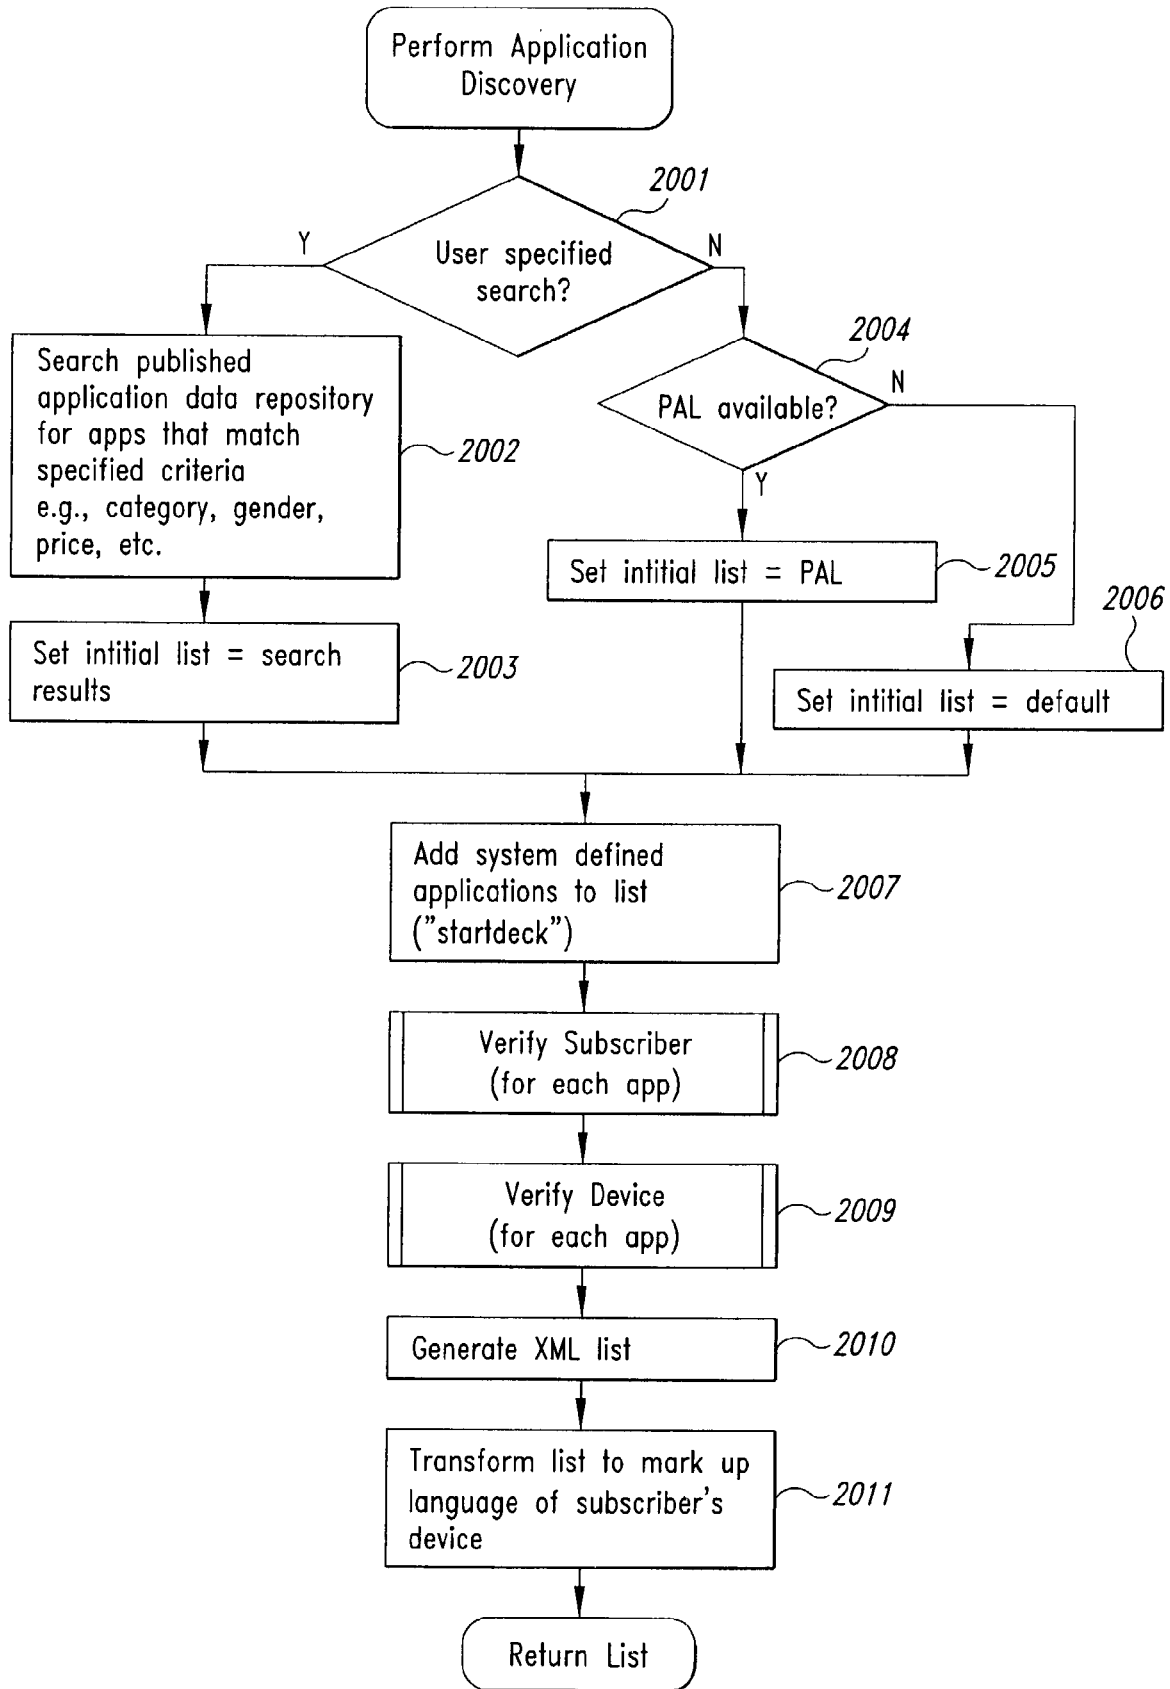 Perform Application
Discovery
2001
User specified
search?
Y
N
Search published
application data repository
for apps that match
specified criteria
e.g., category, gender,
price, etc.
2002
2004
PAL available?
N
Y
Set intitial list = PAL
2005
2006
Set intitial list = search
results
2003
Set intitial list = default
Add system defined
applications to list
("startdeck")
2007
Verify Subscriber
(for each app)
2008
Verify Device
(for each app)
2009
Generate XML list
2010
Transform list to mark up
language of subscriber's
device
2011
Return List